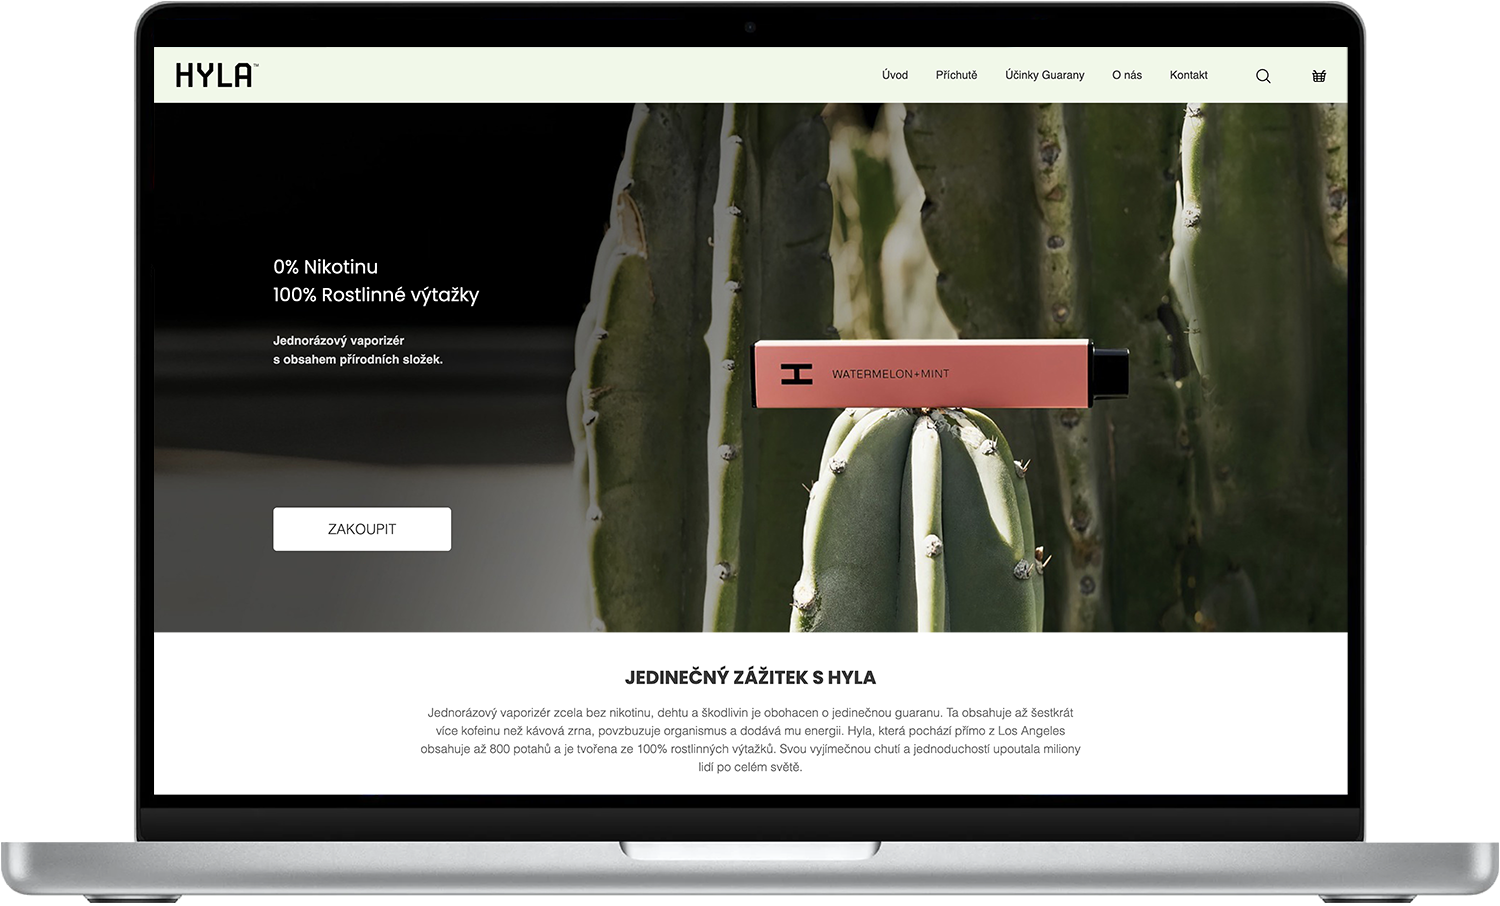 HYLA™
Úvod Příchutě Účinky Guarany O nás Kontakt
0% Nikotinu
100% Rostlinné výtažky
Jednorázový vaporizér
s obsahem přírodních složek.
H WATERMELON+MINT
ZAKOUPIT
JEDINEČNÝ ZÁŽITEK S HYLA
Jednorázový vaporizér zcela bez nikotinu, dehtu a škodlivin je obohacen o jedinečnou guaranu. Ta obsahuje až šestkrát
více kofeinu než kávová zrna, povzbuzuje organismus a dodává mu energii. Hyla, která pochází přímo z Los Angeles
obsahuje až 800 potahů a je tvořena ze 100% rostlinných výtažků. Svou vyjímečnou chutí a jednoduchostí upoutala miliony
lidí po celém světě.